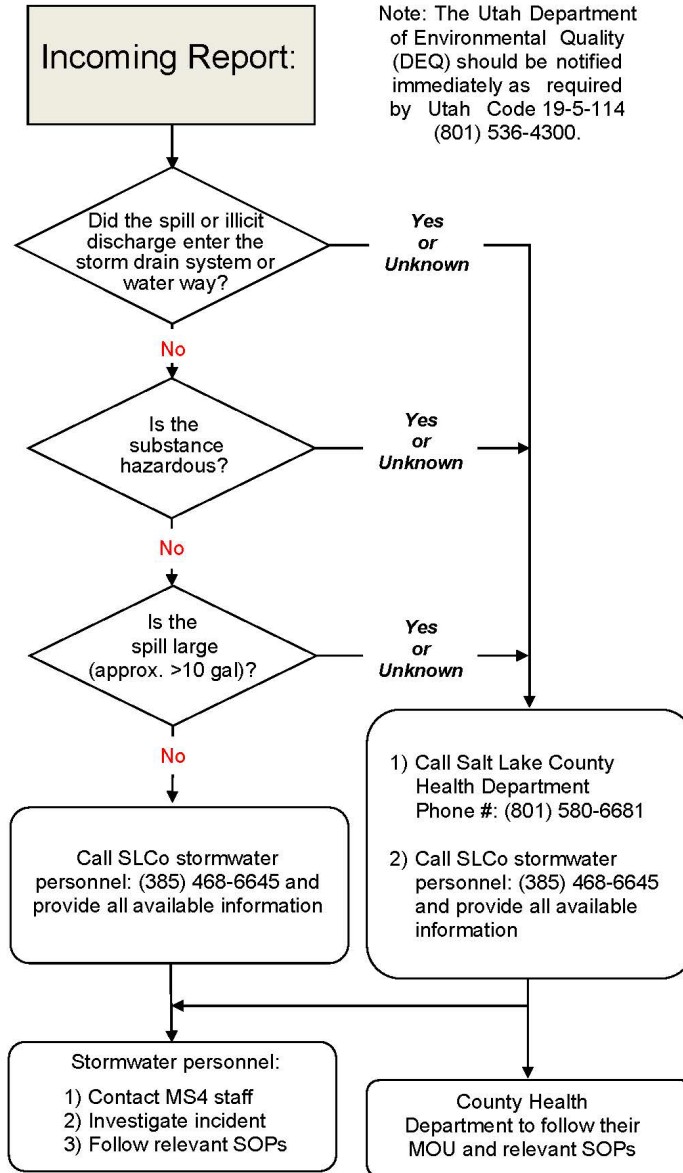 Incoming Report:
Note: The Utah Department
of Environmental Quality
(DEQ) should be notified
immediately as required
by Utah Code 19-5-114
(801) 536-4300.
Did the spill or illicit
discharge enter the
storm drain system or
water way?
Yes
or
Unknown
No
Is the
substance
hazardous?
Yes
or
Unknown
No
Is the
spill large
(approx. >10 gal)?
Yes
or
Unknown
No
Call SLCo stormwater
personnel: (385) 468-6645 and
provide all available information
1) Call Salt Lake County
Health Department
Phone #: (801) 580-6681
2) Call SLCo stormwater
personnel: (385) 468-6645
and provide all available
information
Stormwater personnel:
1) Contact MS4 staff
2) Investigate incident
3) Follow relevant SOPs
County Health
Department to follow their
MOU and relevant SOPs